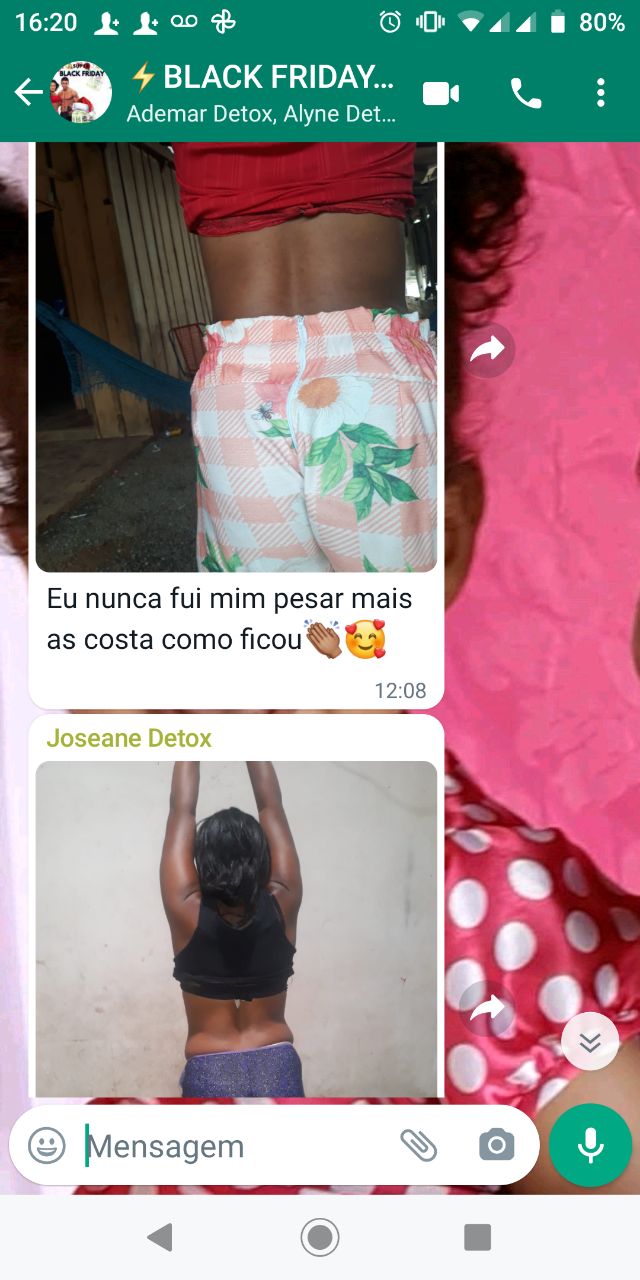 16:20
80%
⚡BLACK FRIDAY...
Ademar Detox, Alyne Det...
BLACK FRIDAY
Eu nunca fui mim pesar mais
as costa como ficou👏🏾🥰
12:08
Joseane Detox
Mensagem